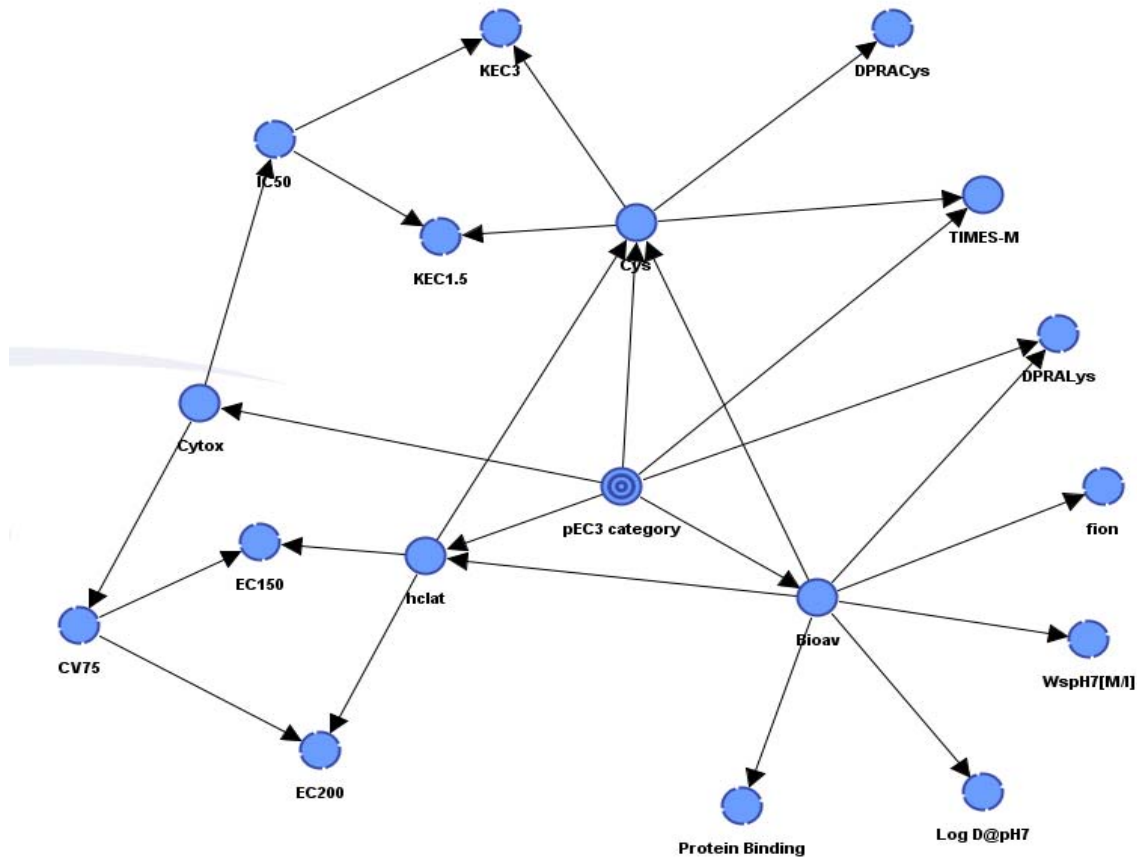 KEC3
DPRACys
IC50
TIMES-M
Cys
KEC1.5
DPRALys
Cytox
pEC3 category
fion
EC150
hclat
Bioav
CV75
WspH7[M/l]
EC200
Log D@pH7
Protein Binding